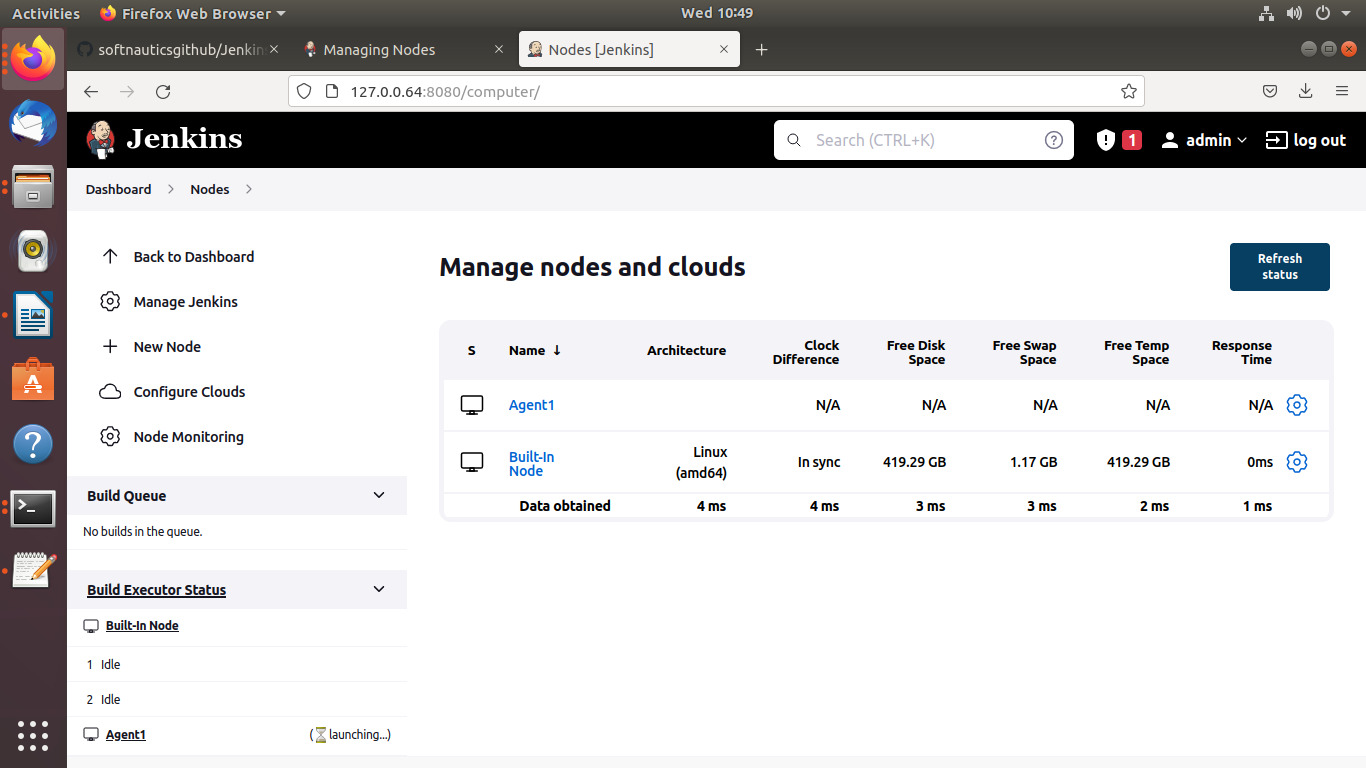 Activities Firefox Web Browser Wed 10:49
softnauticsgithub/Jenkin Managing Nodes Nodes [Jenkins]
127.0.0.64:8080/computer/
Jenkins Search (CTRL+K) 1 admin log out
Dashboard Nodes
Back to Dashboard
Manage Jenkins
New Node
Configure Clouds
Node Monitoring
Build Queue
No builds in the queue.
Build Executor Status
Built-In Node
1 Idle
2 Idle
Agent1 (launching...)
Manage nodes and clouds
Refresh
status
S Name ↓ Architecture Clock Difference Free Disk Space Free Swap Space Free Temp Space Response Time
Agent1 N/A N/A N/A N/A N/A
Built-In Node Linux (amd64) In sync 419.29 GB 1.17 GB 419.29 GB 0ms
Data obtained 4 ms 4 ms 3 ms 3 ms 2 ms 1 ms